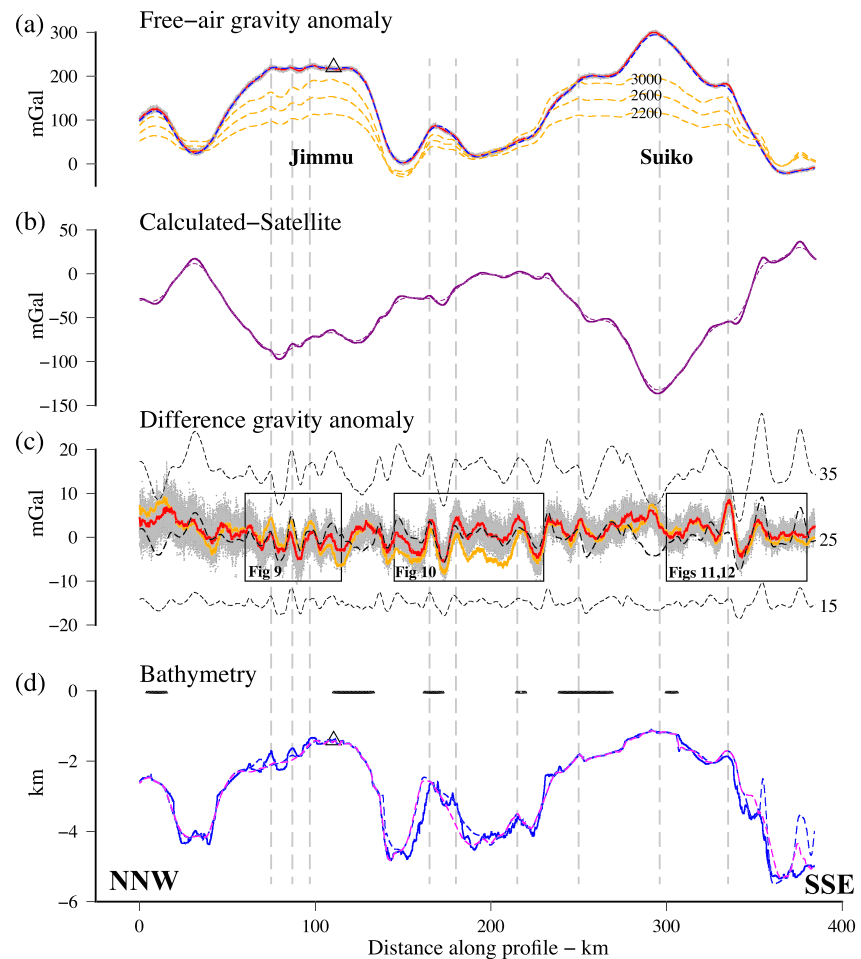 (a) Free−air gravity anomaly
300
200
100
0
mGal
3000
2600
2200
Jimmu Suiko
(b) Calculated−Satellite
50
0
−50
−100
−150
mGal
(c) Difference gravity anomaly
20
10
0
−10
−20
mGal
35
25
15
Fig 9 Fig 10 Figs 11,12
(d) Bathymetry
0
−2
−4
−6
km
NNW SSE
0 100 200 300 400
Distance along profile − km